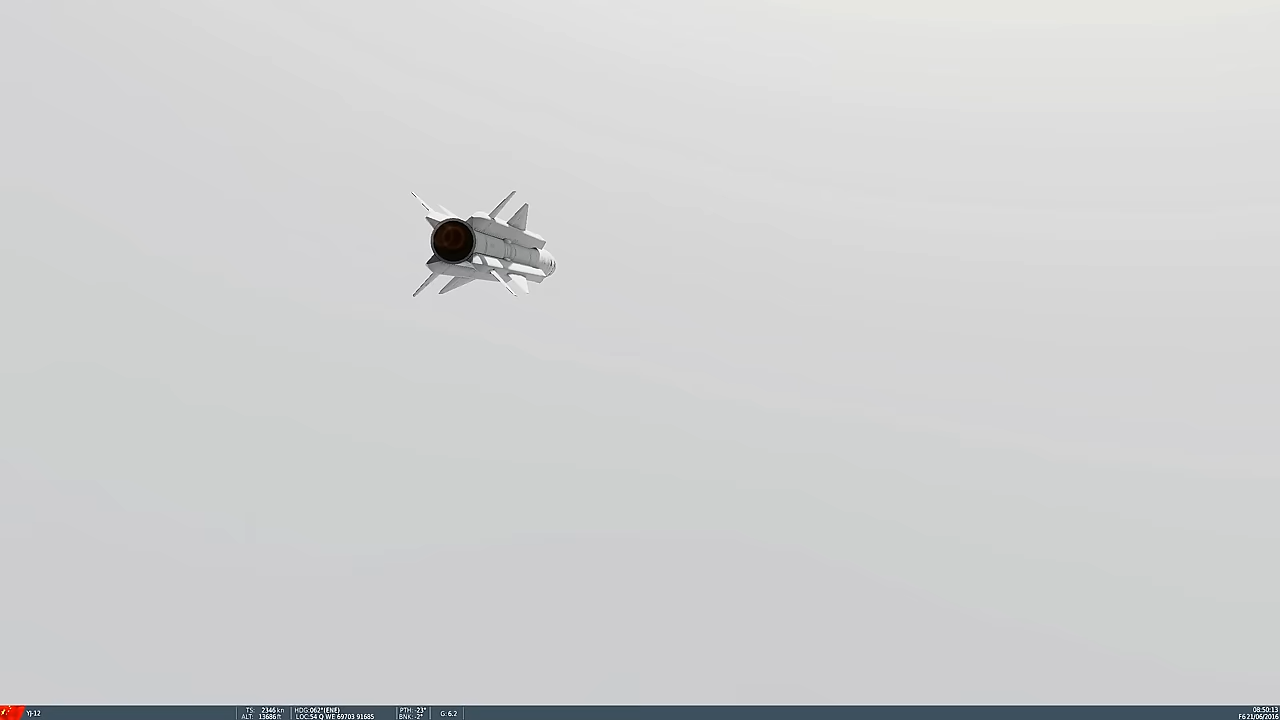 YJ-12
TS: 2346 kn
ALT: 13686 ft
HDG: 062°(ENE)
LOC: 54 Q WE 69703 91685
PTH: -23°
BNK: -2°
G: 6.2
08:50:13
F6 21/06/2016